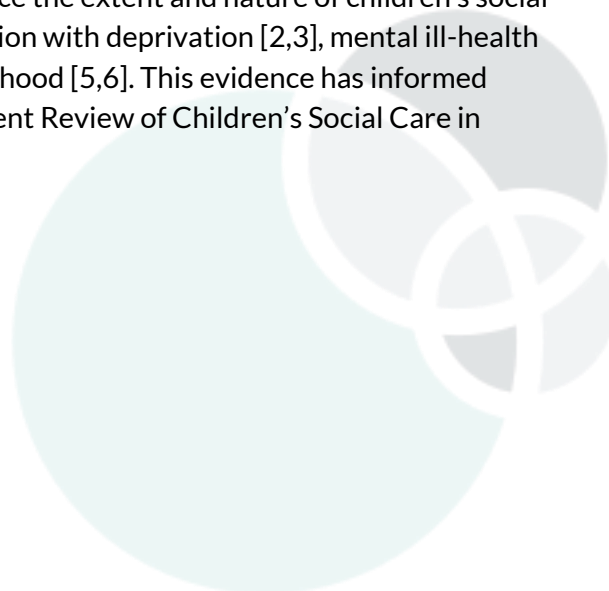 the extent and nature of children's social
ion with deprivation [2,3], mental ill-health
hood [5,6]. This evidence has informed
ent Review of Children's Social Care in